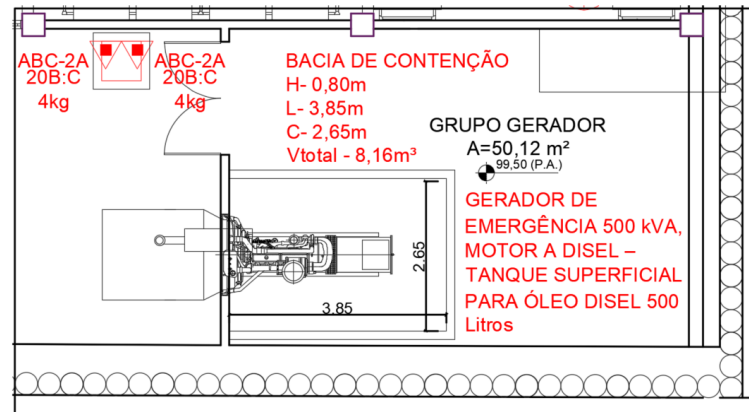 ABC-2A
20B:C
4kg
ABC-2A
20B:C
4kg
BACIA DE CONTENÇÃO
H- 0,80m
L- 3,85m
C- 2,65m
Vtotal - 8,16m³
GRUPO GERADOR
A=50,12 m²
99,50 (P.A.)
GERADOR DE
EMERGÊNCIA 500 kVA,
MOTOR A DISEL –
TANQUE SUPERFICIAL
PARA ÓLEO DISEL 500
Litros
2.65
3.85